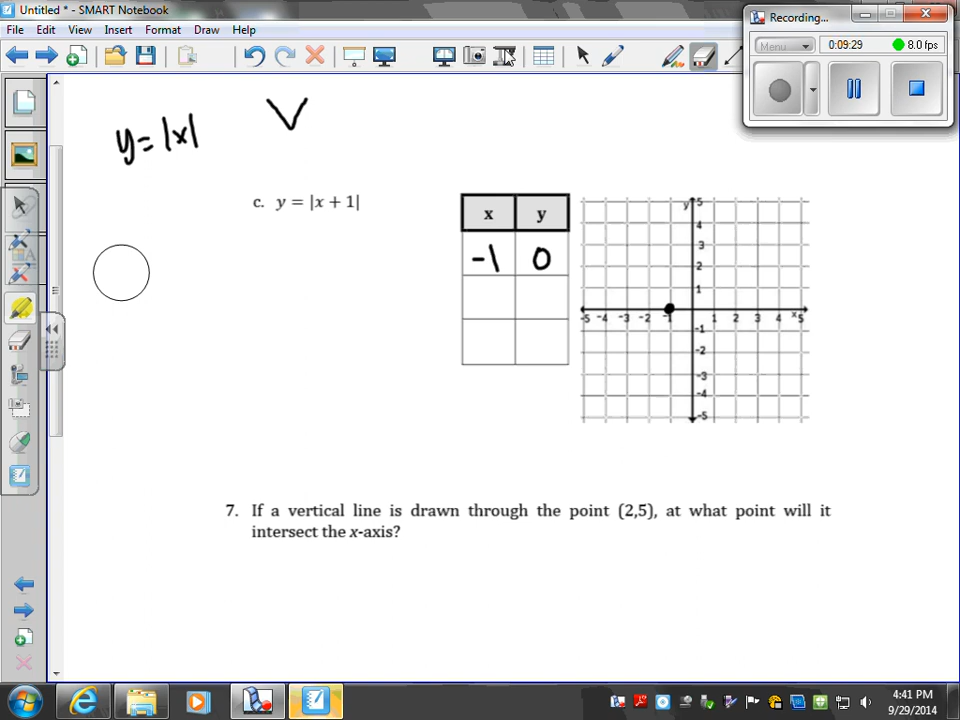 Untitled * - SMART Notebook
Recording...
File Edit View Insert Format Draw Help
Menu 0:09:29 8.0 fps
y = |x| V
c. y = |x + 1|
x y
-1 0
y 5
4
3
2
1
-5 -4 -3 -2 -1 1 2 3 4 x 5
-1
-2
-3
-4
-5
7. If a vertical line is drawn through the point (2,5), at what point will it
intersect the x-axis?
4:41 PM
9/29/2014